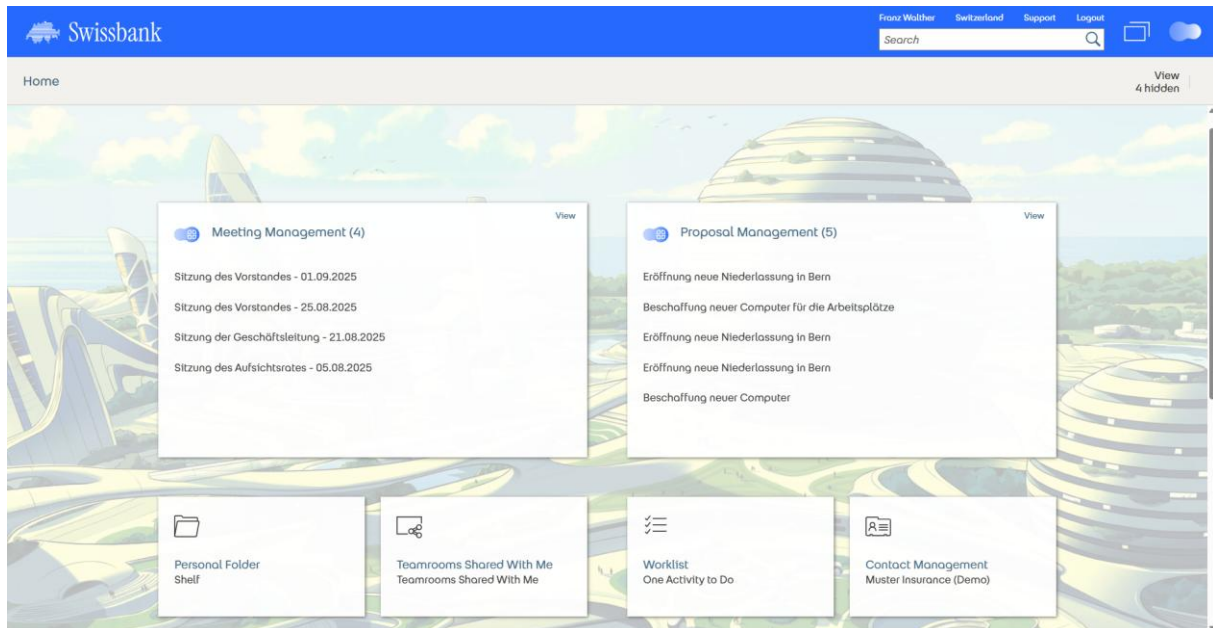 Swissbank
Franz Walther Switzerland Support Logout
Search
Home
View
4 hidden
View
Meeting Management (4)
Sitzung des Vorstandes - 01.09.2025
Sitzung des Vorstandes - 25.08.2025
Sitzung der Geschäftsleitung - 21.08.2025
Sitzung des Aufsichtsrates - 05.08.2025
View
Proposal Management (5)
Eröffnung neue Niederlassung in Bern
Beschaffung neuer Computer für die Arbeitsplätze
Eröffnung neue Niederlassung in Bern
Eröffnung neue Niederlassung in Bern
Beschaffung neuer Computer
Personal Folder
Shelf
Teamrooms Shared With Me
Teamrooms Shared With Me
Worklist
One Activity to Do
Contact Management
Muster Insurance (Demo)